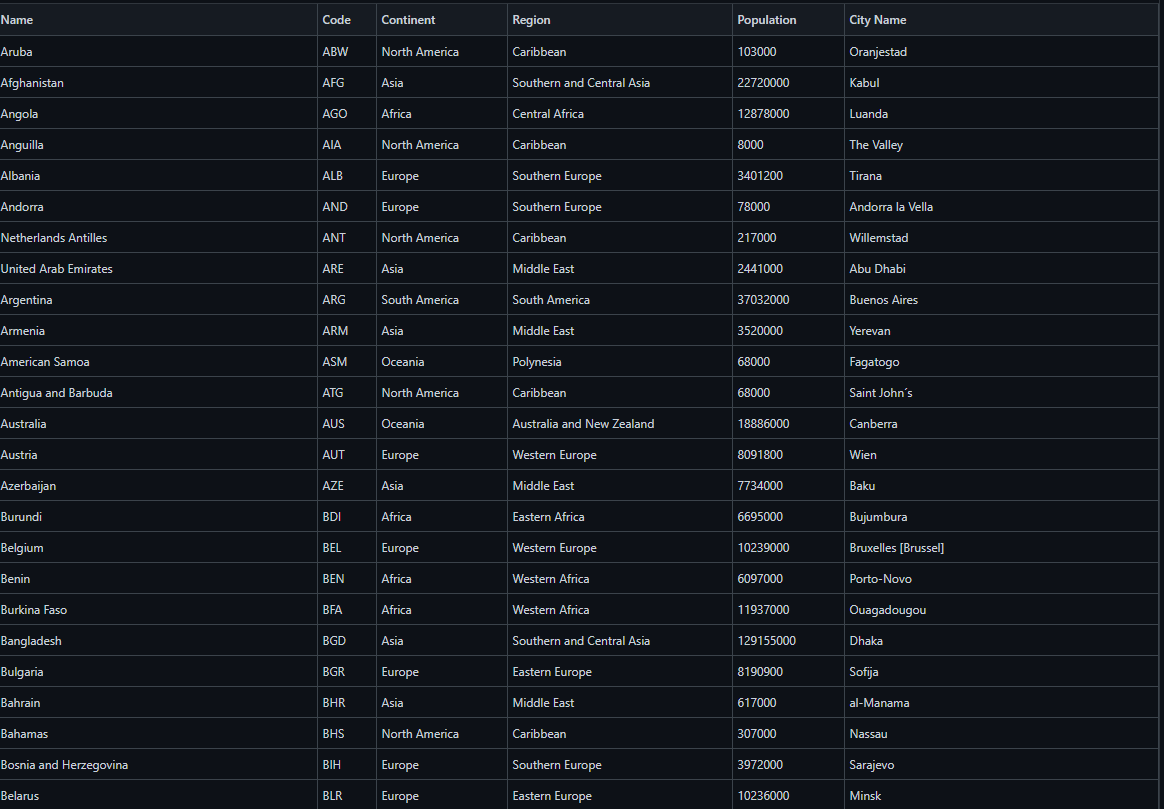 Name Code Continent Region Population City Name
Aruba ABW North America Caribbean 103000 Oranjestad
Afghanistan AFG Asia Southern and Central Asia 22720000 Kabul
Angola AGO Africa Central Africa 12878000 Luanda
Anguilla AIA North America Caribbean 8000 The Valley
Albania ALB Europe Southern Europe 3401200 Tirana
Andorra AND Europe Southern Europe 78000 Andorra la Vella
Netherlands Antilles ANT North America Caribbean 217000 Willemstad
United Arab Emirates ARE Asia Middle East 2441000 Abu Dhabi
Argentina ARG South America South America 37032000 Buenos Aires
Armenia ARM Asia Middle East 3520000 Yerevan
American Samoa ASM Oceania Polynesia 68000 Fagatogo
Antigua and Barbuda ATG North America Caribbean 68000 Saint John´s
Australia AUS Oceania Australia and New Zealand 18886000 Canberra
Austria AUT Europe Western Europe 8091800 Wien
Azerbaijan AZE Asia Middle East 7734000 Baku
Burundi BDI Africa Eastern Africa 6695000 Bujumbura
Belgium BEL Europe Western Europe 10239000 Bruxelles [Brussel]
Benin BEN Africa Western Africa 6097000 Porto-Novo
Burkina Faso BFA Africa Western Africa 11937000 Ouagadougou
Bangladesh BGD Asia Southern and Central Asia 129155000 Dhaka
Bulgaria BGR Europe Eastern Europe 8190900 Sofija
Bahrain BHR Asia Middle East 617000 al-Manama
Bahamas BHS North America Caribbean 307000 Nassau
Bosnia and Herzegovina BIH Europe Southern Europe 3972000 Sarajevo
Belarus BLR Europe Eastern Europe 10236000 Minsk